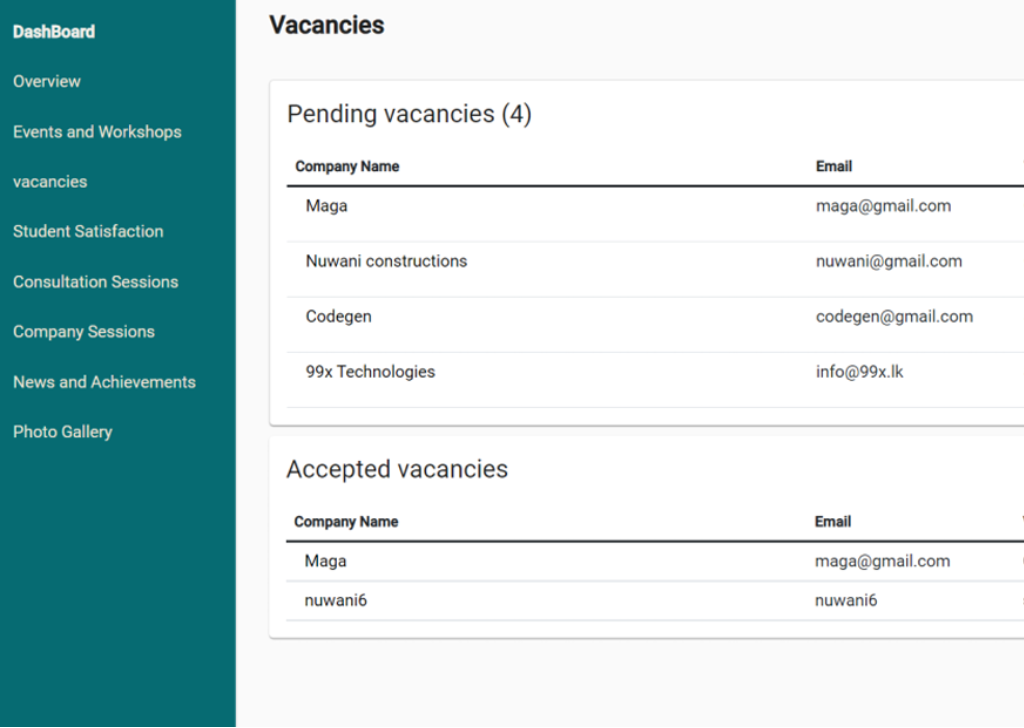 DashBoard
Overview
Events and Workshops
vacancies
Student Satisfaction
Consultation Sessions
Company Sessions
News and Achievements
Photo Gallery
Vacancies
Pending vacancies (4)
Company Name Email
Maga maga@gmail.com
Nuwani constructions nuwani@gmail.com
Codegen codegen@gmail.com
99x Technologies info@99x.lk
Accepted vacancies
Company Name Email
Maga maga@gmail.com
nuwani6 nuwani6